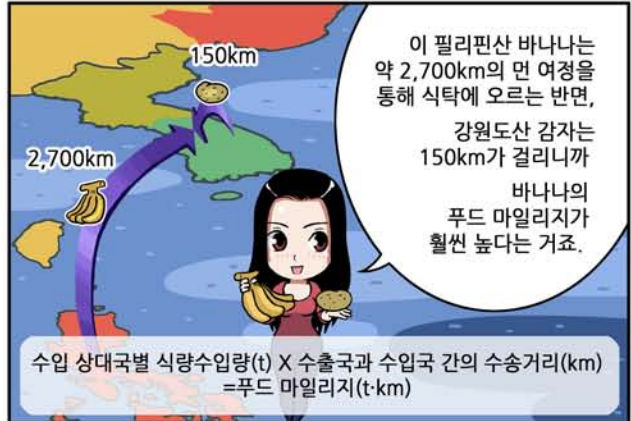 150km
2,700km
이 필리핀산 바나나는
약 2,700km의 먼 여정을
통해 식탁에 오르는 반면,
강원도산 감자는
150km가 걸리니까
바나나의
푸드 마일리지가
훨씬 높다는 거죠.
수입 상대국별 식량수입량(t) X 수출국과 수입국 간의 수송거리(km)
=푸드 마일리지(t·km)